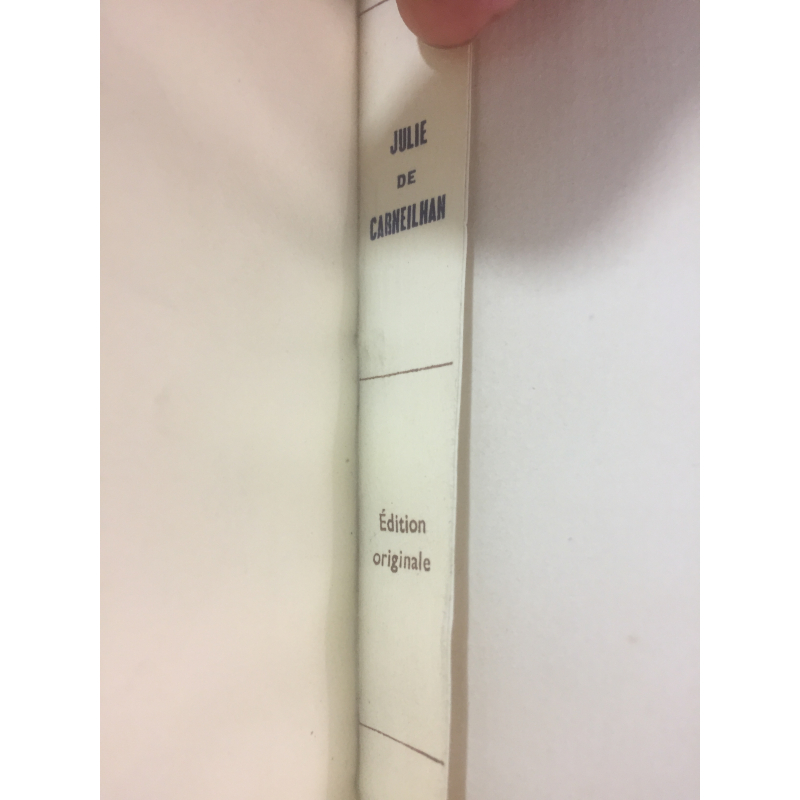 JULIE
DE
CARNEILHAN
Édition
originale